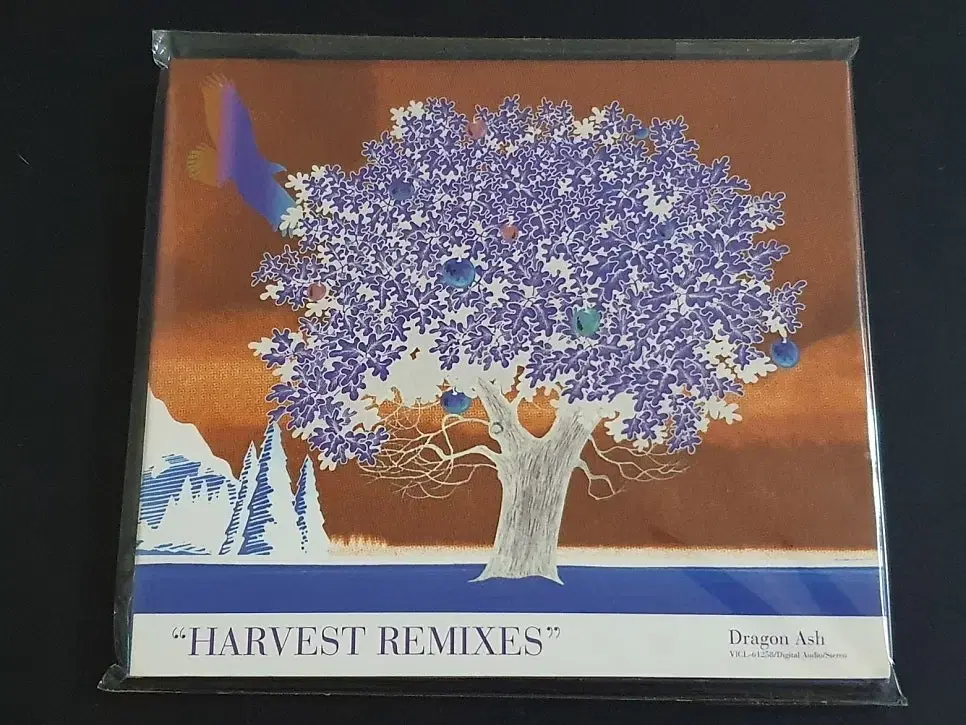 “HARVEST REMIXES”
Dragon Ash
VICL-61258/Digital Audio/Stereo